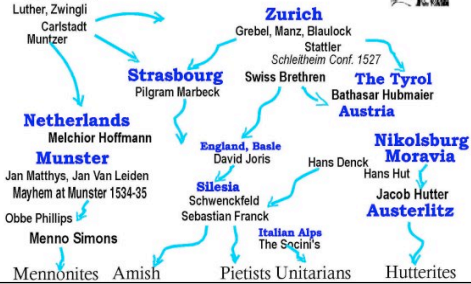 Luther, Zwingli
Carlstadt
Muntzer
Zurich
Grebel, Manz, Blaulock
Stattler
Schleitheim Conf. 1527
Swiss Brethren
Strasbourg
Pilgram Marbeck
The Tyrol
Bathasar Hubmaier
Austria
Netherlands
Melchior Hoffmann
Munster
Jan Matthys, Jan Van Leiden
Mayhem at Munster 1534-35
Obbe Phillips
Menno Simons
England, Basle
David Joris
Hans Denck
Silesia
Schwenckfeld
Sebastian Franck
Italian Alps
The Socini's
Nikolsburg
Moravia
Hans Hut
Jacob Hutter
Austerlitz
Mennonites Amish Pietists Unitarians Hutterites